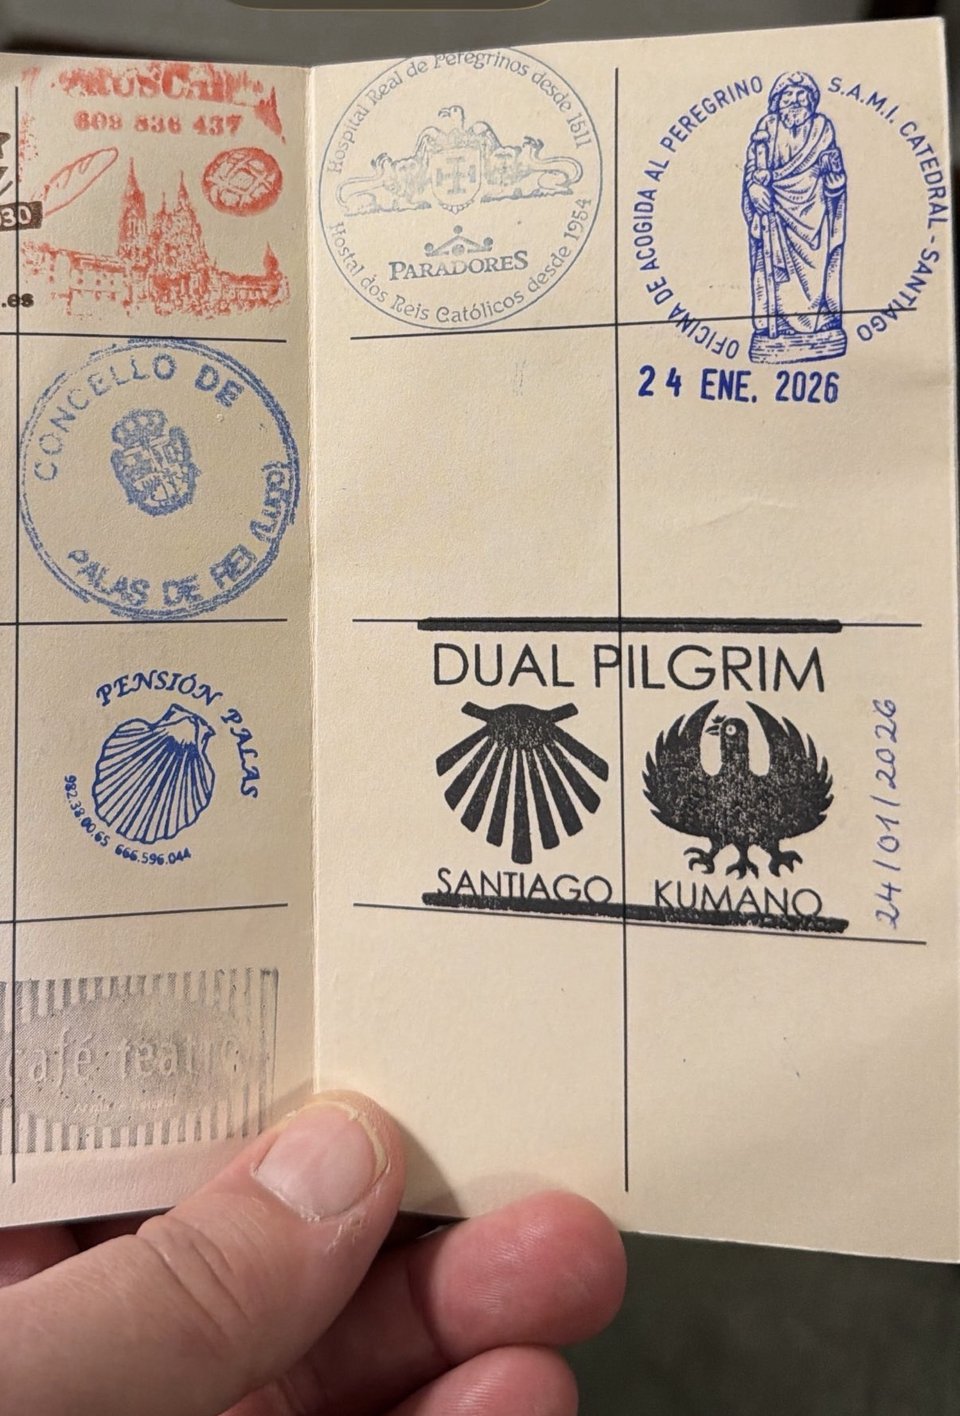 609 836 437
30
.es
CONCELLO DE
PALAS DE REI (Lugo)
PENSIÓN PALAS
982.38.00.65 666.596.044
café teatro
Hospital Real de Peregrinos desde 1511
PARADORES
Hostal dos Reis Católicos desde 1954
OFICINA DE ACOGIDA AL PEREGRINO S.A.M.I. CATEDRAL - SANTIAGO
24 ENE. 2026
DUAL PILGRIM
SANTIAGO KUMANO
24/01/2026